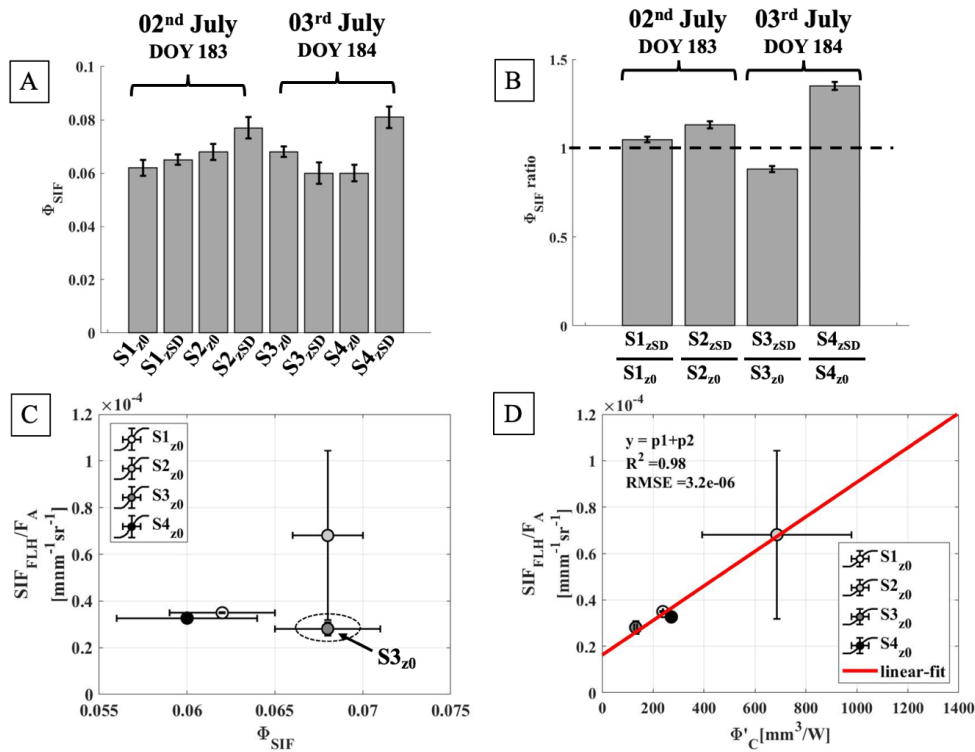 A
02nd July
DOY 183
03rd July
DOY 184
0.1
0.08
0.06
0.04
0.02
0
ΦSIF
S1z0
S1zSD
S2z0
S2zSD
S3z0
S3zSD
S4z0
S4zSD
B
02nd July
DOY 183
03rd July
DOY 184
1.5
1
0.5
0
ΦSIF ratio
S1zSD S2zSD S3zSD S4zSD
S1z0 S2z0 S3z0 S4z0
C
×10-4
1.2
1
0.8
0.6
0.4
0.2
0
SIFFLH/FA
[mnm-1sr-1]
S1z0
S2z0
S3z0
S4z0
S3z0
0.055 0.06 0.065 0.07 0.075
ΦSIF
D
×10-4
1.2
1
0.8
0.6
0.4
0.2
0
SIFFLH/FA
[mnm-1sr-1]
y = p1+p2
R2 =0.98
RMSE =3.2e-06
S1z0
S2z0
S3z0
S4z0
linear-fit
0 200 400 600 800 1000 1200 1400
Φ'C[mm3/W]